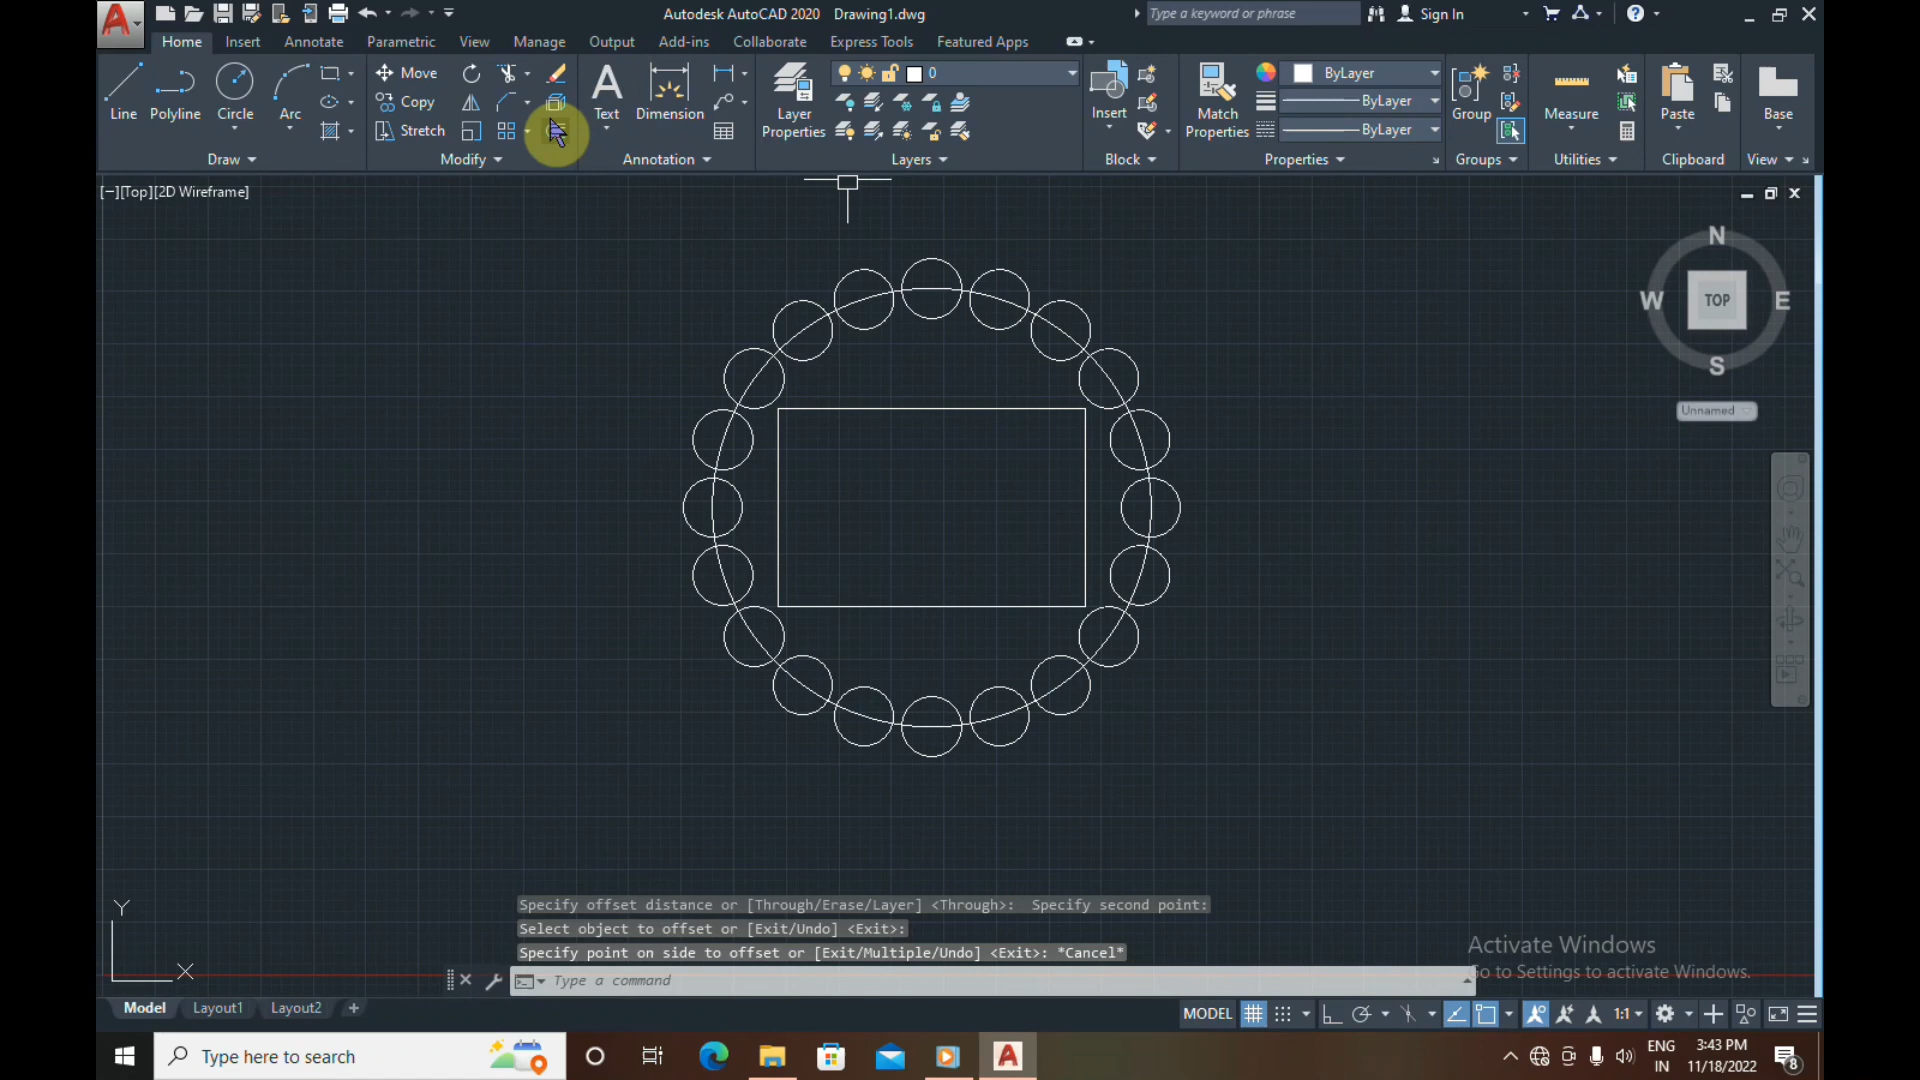 Autodesk AutoCAD 2020 Drawing1.dwg
Type a keyword or phrase
Sign In
Home Insert Annotate Parametric View Manage Output Add-ins Collaborate Express Tools Featured Apps
Line
Polyline
Circle
Arc
Move
Copy
Stretch
Text
Dimension
Layer Properties
0
Insert
Match Properties
ByLayer
ByLayer
ByLayer
Group
Measure
Paste
Base
Draw
Modify
Annotation
Layers
Block
Properties
Groups
Utilities
Clipboard
View
[−][Top][2D Wireframe]
N
W
TOP
E
S
Unnamed
Y
X
Specify offset distance or [Through/Erase/Layer] <Through>: Specify second point:
Select object to offset or [Exit/Undo] <Exit>:
Specify point on side to offset or [Exit/Multiple/Undo] <Exit>: *Cancel*
Type a command
Activate Windows
Go to Settings to activate Windows.
Model Layout1 Layout2
MODEL
1:1
Type here to search
ENG
IN
3:43 PM
11/18/2022
8